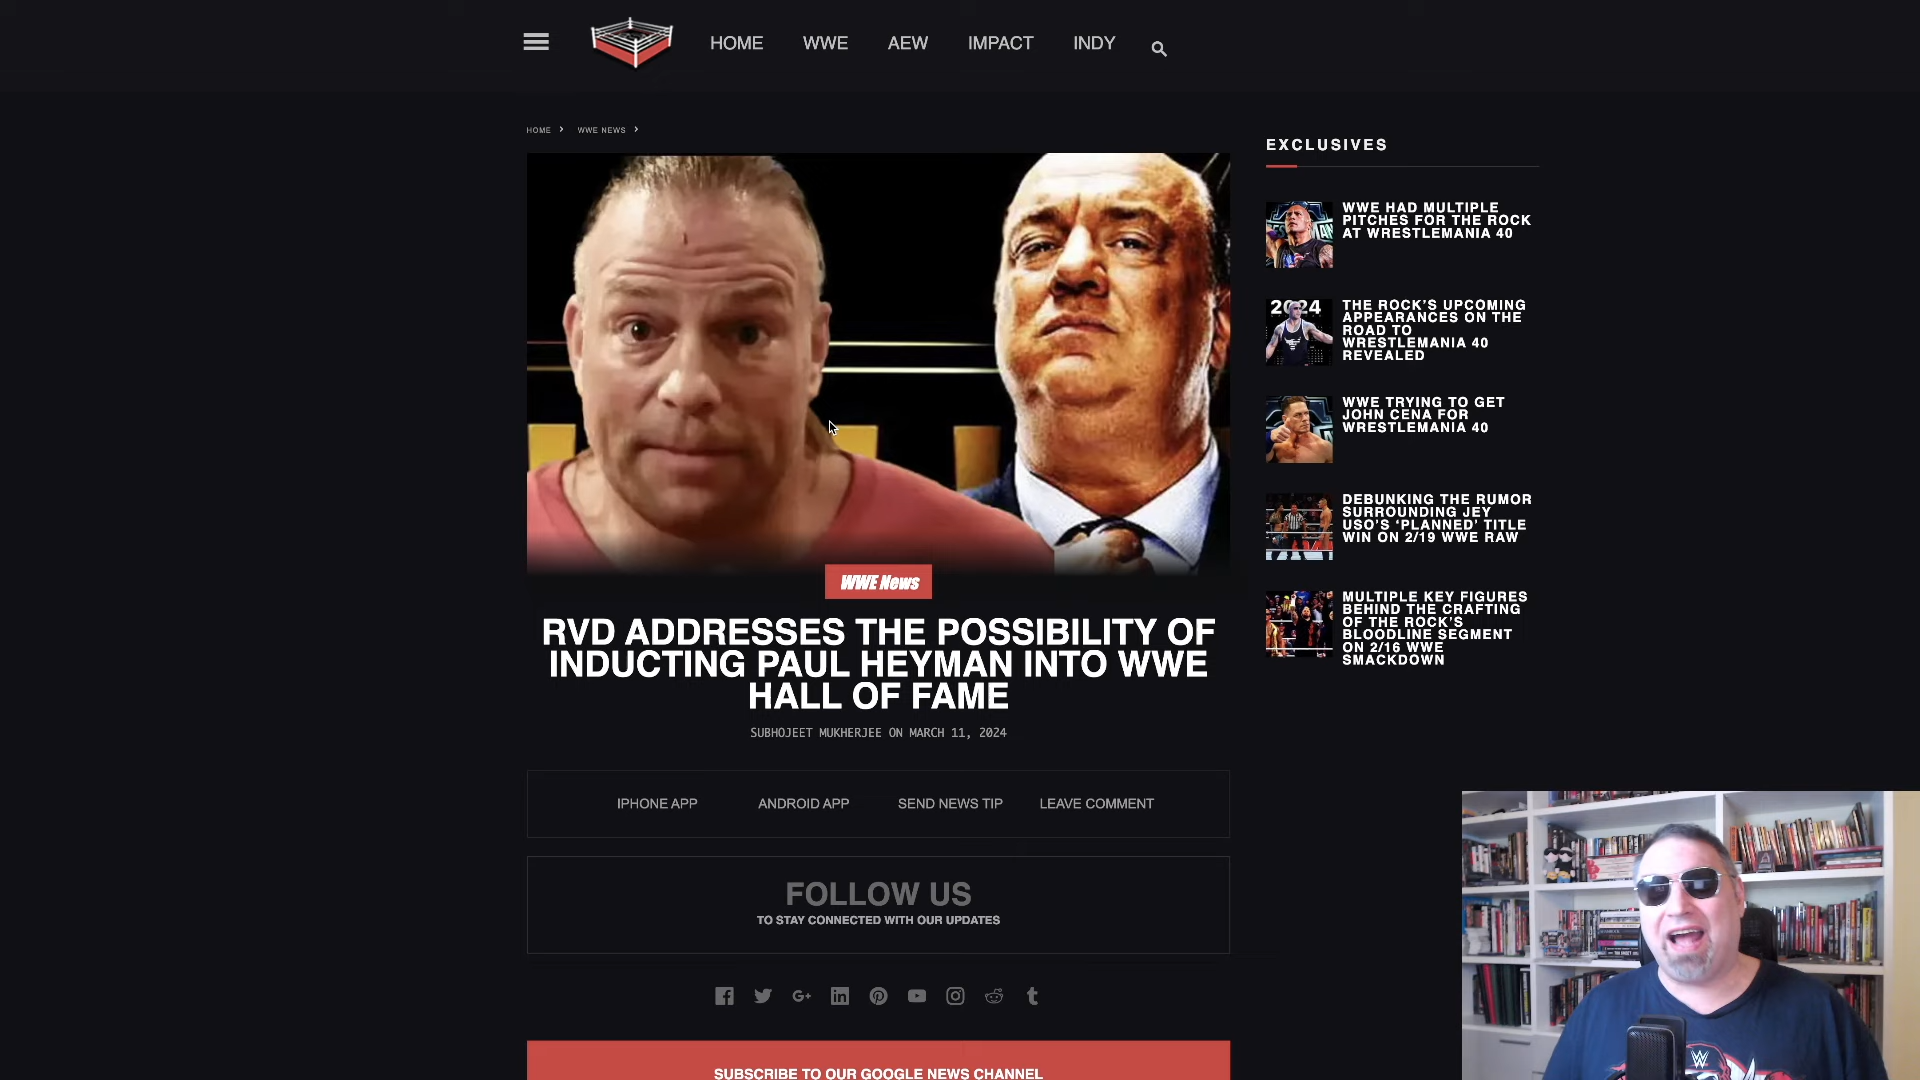 HOME
WWE
AEW
IMPACT
INDY
HOME
WWE NEWS
WWE News
RVD ADDRESSES THE POSSIBILITY OF
INDUCTING PAUL HEYMAN INTO WWE
HALL OF FAME
SUBHOJEET MUKHERJEE ON MARCH 11, 2024
IPHONE APP
ANDROID APP
SEND NEWS TIP
LEAVE COMMENT
FOLLOW US
TO STAY CONNECTED WITH OUR UPDATES
SUBSCRIBE TO OUR GOOGLE NEWS CHANNEL
EXCLUSIVES
WWE HAD MULTIPLE
PITCHES FOR THE ROCK
AT WRESTLEMANIA 40
2024
THE ROCK'S UPCOMING
APPEARANCES ON THE
ROAD TO
WRESTLEMANIA 40
REVEALED
WWE TRYING TO GET
JOHN CENA FOR
WRESTLEMANIA 40
DEBUNKING THE RUMOR
SURROUNDING JEY
USO'S ‘PLANNED’ TITLE
WIN ON 2/19 WWE RAW
MULTIPLE KEY FIGURES
BEHIND THE CRAFTING
OF THE ROCK'S
BLOODLINE SEGMENT
ON 2/16 WWE
SMACKDOWN